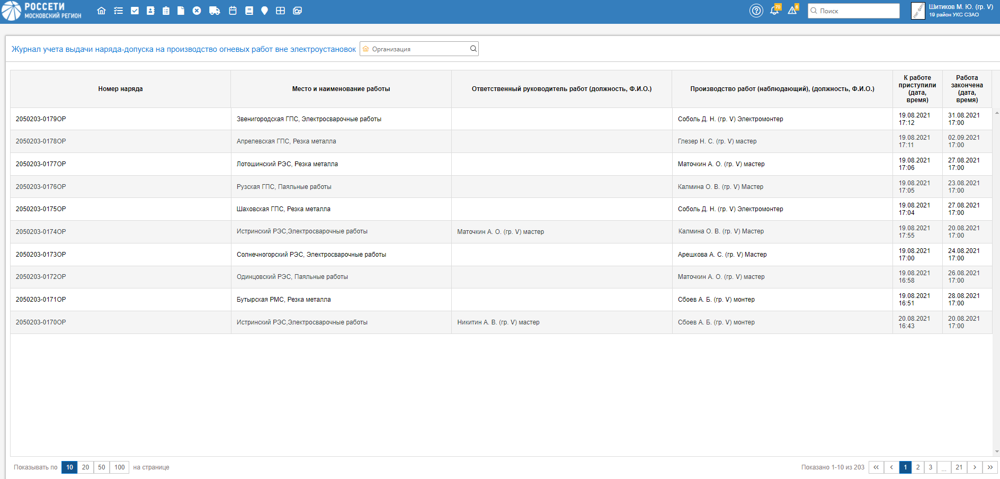 РОССЕТИ
МОСКОВСКИЙ РЕГИОН
70
6
Поиск
Нет фото
Шитиков М. Ю. (гр. V)
19 район УКС СЗАО
Журнал учета выдачи наряда-допуска на производство огневых работ вне электроустановок
Организация
Номер наряда
Место и наименование работы
Ответственный руководитель работ (должность, Ф.И.О.)
Производство работ (наблюдающий), (должность, Ф.И.О.)
К работе
приступили
(дата,
время)
Работа
закончена
(дата,
время)
2050203-0179ОР Звенигородская ГПС, Электросварочные работы Соболь Д. Н. (гр. V) Электромонтер 19.08.2021 31.08.2021
17:12 17:00
2050203-0178ОР Апрелевская ГПС, Резка металла Глезер Н. С. (гр. V) мастер 19.08.2021 02.09.2021
17:11 17:00
2050203-0177ОР Лотошинский РЭС, Резка металла Маточкин А. О. (гр. V) мастер 19.08.2021 27.08.2021
17:06 17:00
2050203-0176ОР Рузская ГПС, Паяльные работы Калмина О. В. (гр. V) Мастер 19.08.2021 23.08.2021
17:05 17:00
2050203-0175ОР Шаховская ГПС, Резка металла Соболь Д. Н. (гр. V) Электромонтер 19.08.2021 27.08.2021
17:04 17:00
2050203-0174ОР Истринский РЭС,Электросварочные работы Маточкин А. О. (гр. V) мастер Калмина О. В. (гр. V) Мастер 19.08.2021 20.08.2021
17:55 17:00
2050203-0173ОР Солнечногорский РЭС, Электросварочные работы Арешкова А. С. (гр. V) Мастер 19.08.2021 24.08.2021
17:00 17:00
2050203-0172ОР Одинцовский РЭС, Паяльные работы Маточкин А. О. (гр. V) мастер 19.08.2021 26.08.2021
16:58 17:00
2050203-0171ОР Бутырская РМС, Резка металла Сбоев А. Б. (гр. V) монтер 19.08.2021 28.08.2021
16:51 17:00
2050203-0170ОР Истринский РЭС,Электросварочные работы Никитин А. В. (гр. V) мастер Сбоев А. Б. (гр. V) монтер 20.08.2021 20.08.2021
16:43 17:00
Показывать по 10 20 50 100 на странице
Показано 1-10 из 203 1 2 3 ... 21